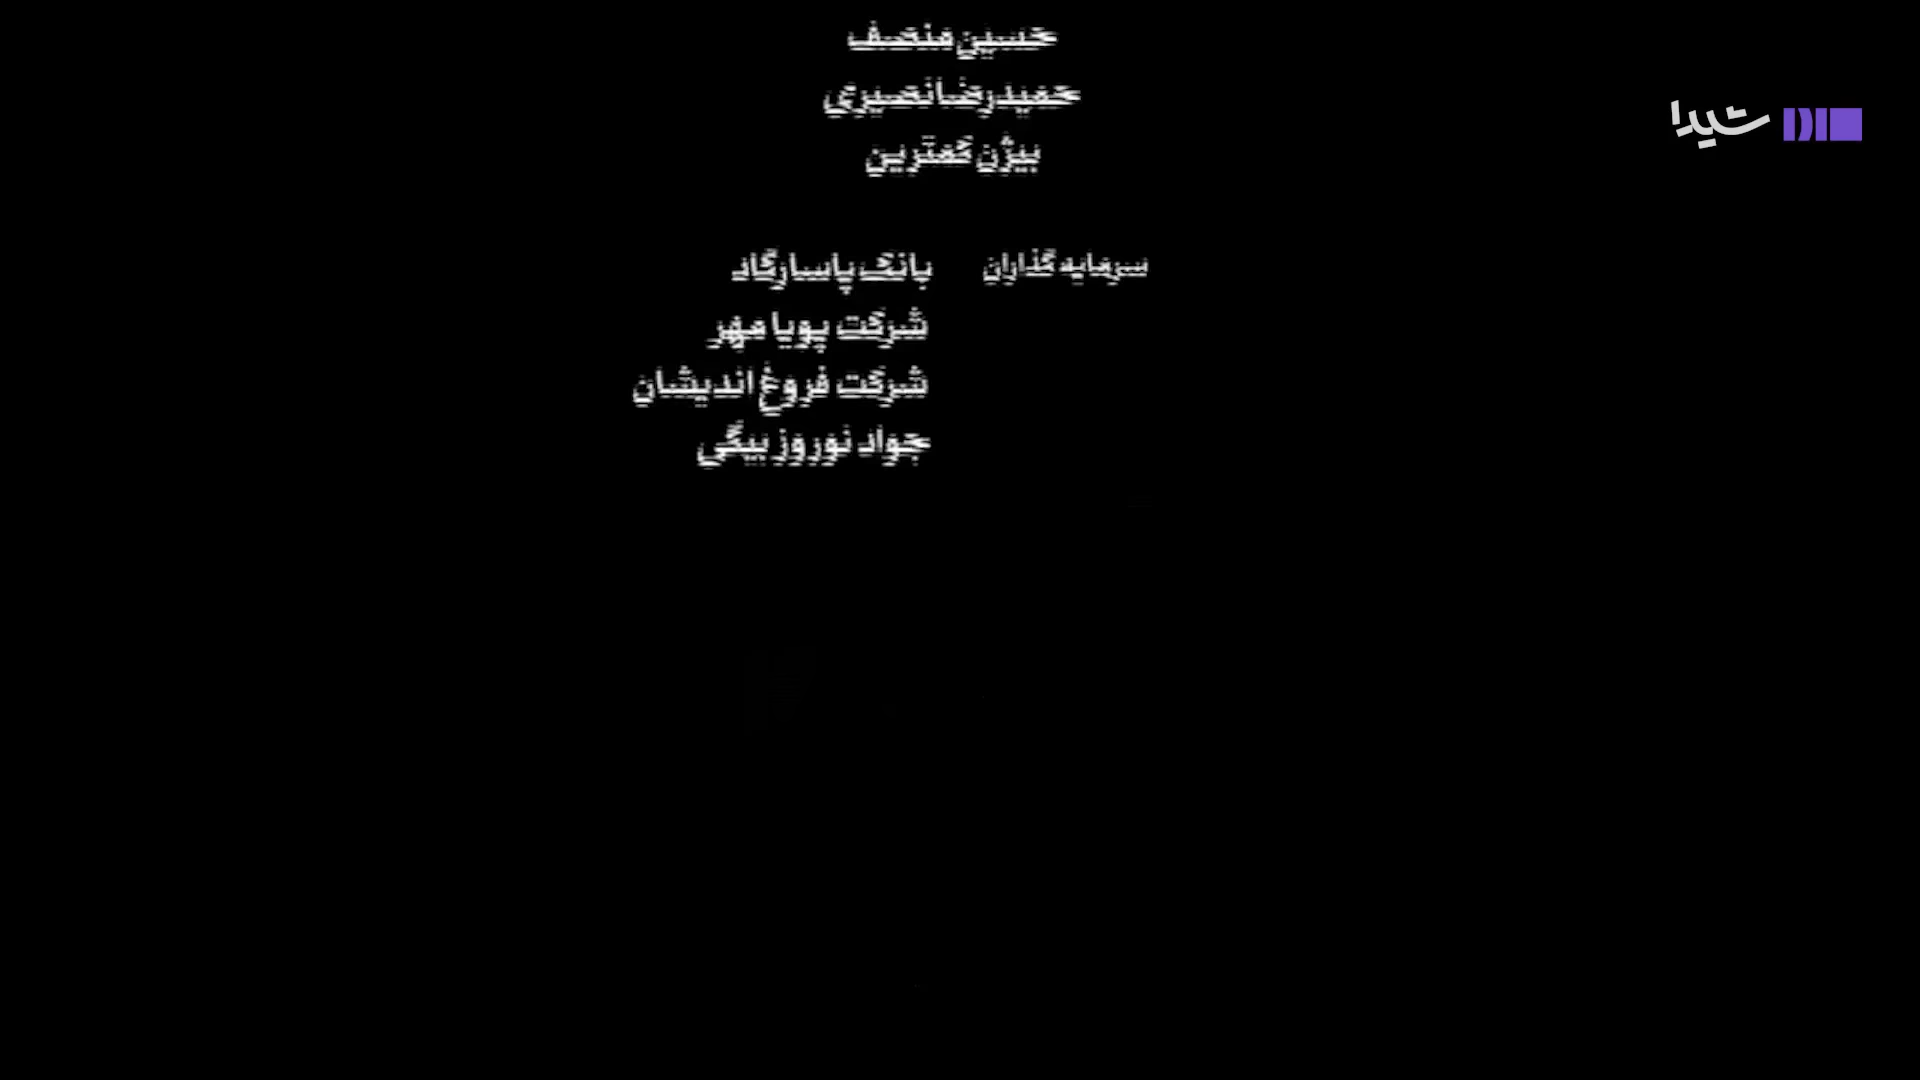 حسین منصف
حمیدرضا نصیری
بیژن کمترین
شیدا
سرمایه گذاران بانک پاسارگاد
شرکت پویا مهر
شرکت فروغ اندیشان
جواد نوروز بیگی